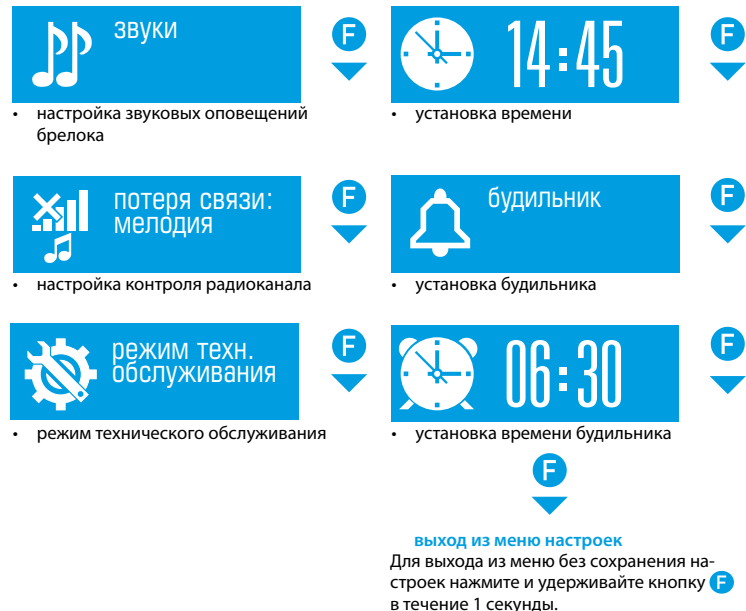 звуки
F
• настройка звуковых оповещений
брелока
потеря связи:
мелодия
F
• настройка контроля радиоканала
режим техн.
обслуживания
F
• режим технического обслуживания
14:45
F
• установка времени
будильник
F
• установка будильника
06:30
F
• установка времени будильника
F
выход из меню настроек
Для выхода из меню без сохранения на-
строек нажмите и удерживайте кнопку F
в течение 1 секунды.